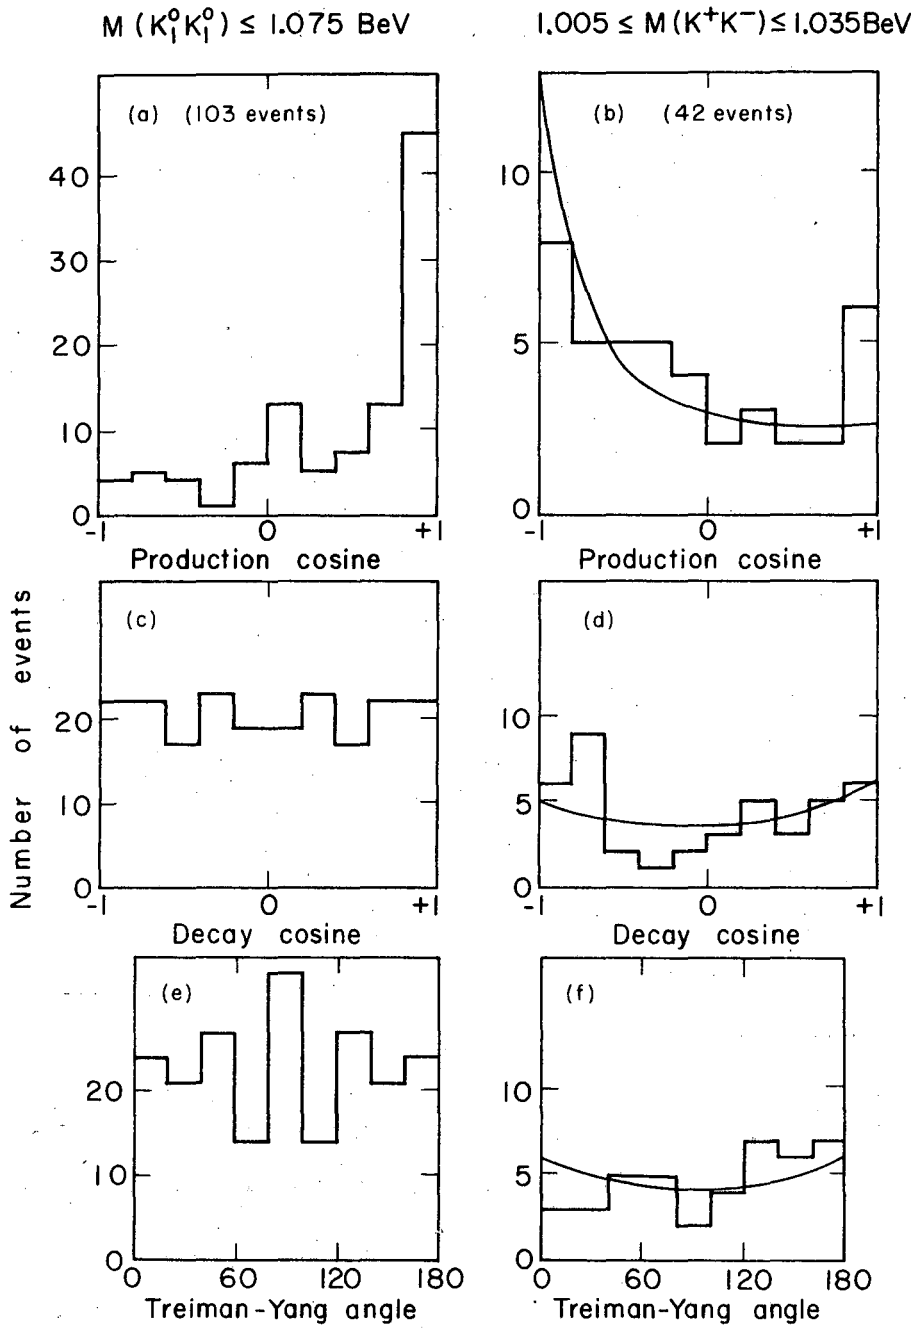 M (K₁⁰K₁⁰) ≤ 1.075 BeV
1.005 ≤ M(K⁺K⁻) ≤ 1.035 BeV
(a) (103 events)
40
30
20
10
0
-1 0 +1
Production cosine
(b) (42 events)
10
5
0
-1 0 +1
Production cosine
Number of events
(c)
20
10
0
-1 0 +1
Decay cosine
(d)
10
5
0
-1 0 +1
Decay cosine
(e)
20
10
0
0 60 120 180
Treiman-Yang angle
(f)
10
5
0
0 60 120 180
Treiman-Yang angle